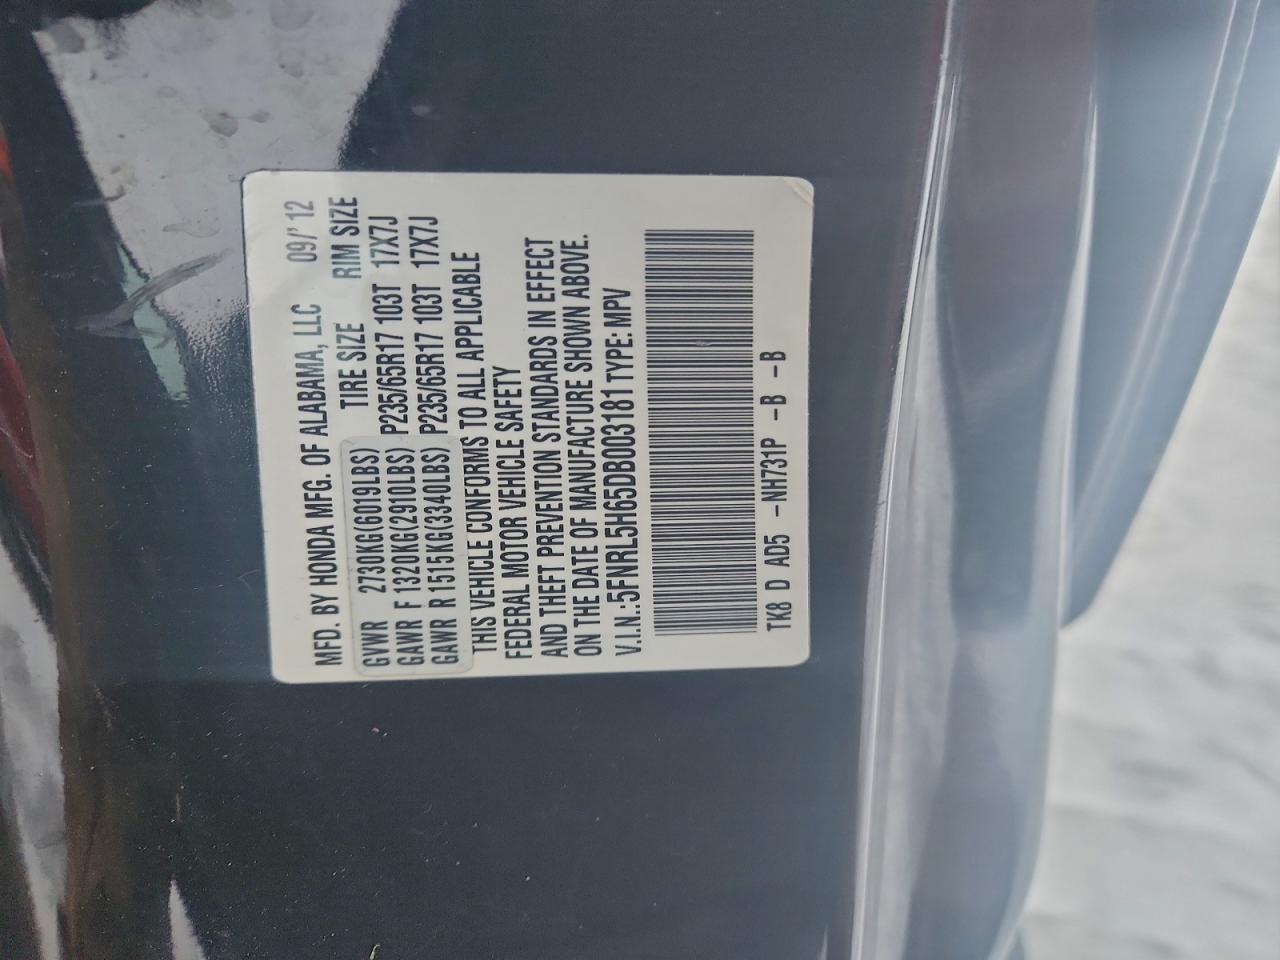 MFD. BY HONDA MFG. OF ALABAMA, LLC 09/' 12
TIRE SIZE RIM SIZE
GVWR 2730KG(6019LBS)
GAWR F 1320KG(2910LBS) P235/65R17 103T 17X7J
GAWR R 1515KG(3340LBS) P235/65R17 103T 17X7J
THIS VEHICLE CONFORMS TO ALL APPLICABLE
FEDERAL MOTOR VEHICLE SAFETY
AND THEFT PREVENTION STANDARDS IN EFFECT
ON THE DATE OF MANUFACTURE SHOWN ABOVE.
V.I.N.:5FNRL5H65DB003181 TYPE: MPV
TK8 D AD5 -NH731P -B -B